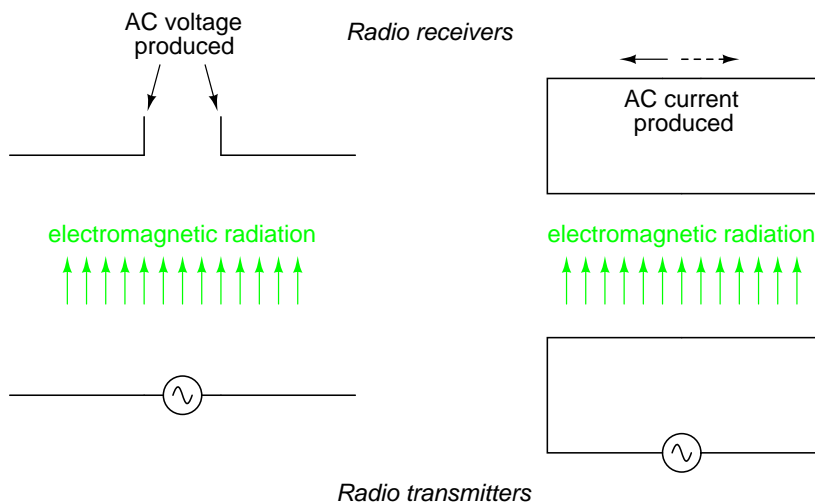 AC voltage
produced
Radio receivers
AC current
produced
electromagnetic radiation
electromagnetic radiation
Radio transmitters